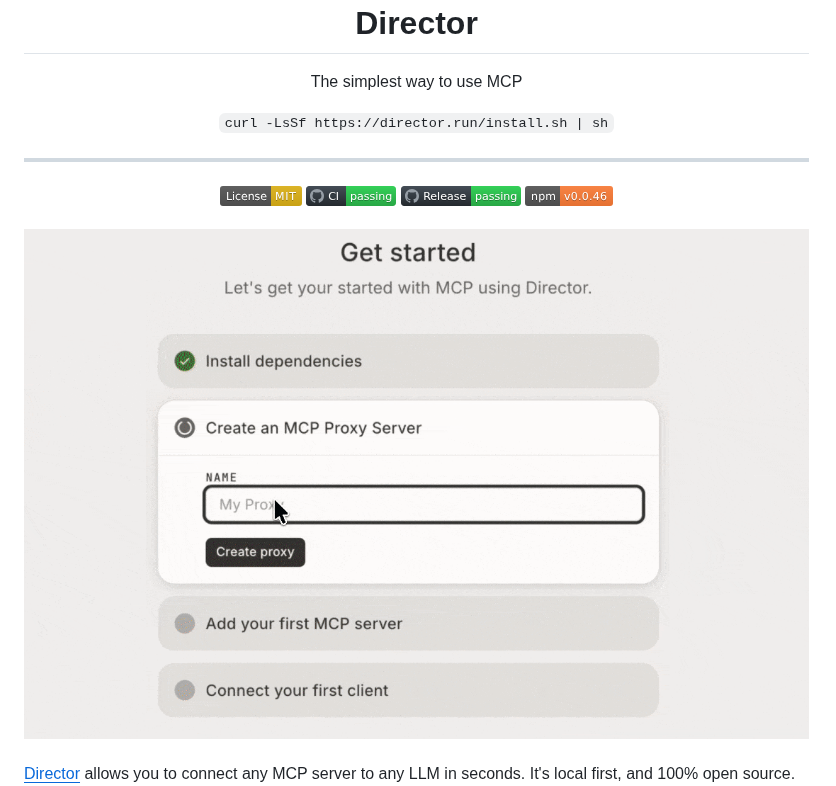 Director
The simplest way to use MCP
curl -LsSf https://director.run/install.sh | sh
License MIT CI passing Release passing npm v0.0.46
Get started
Let's get your started with MCP using Director.
Install dependencies
Create an MCP Proxy Server
NAME
My Proxy
Create proxy
Add your first MCP server
Connect your first client
Director allows you to connect any MCP server to any LLM in seconds. It's local first, and 100% open source.